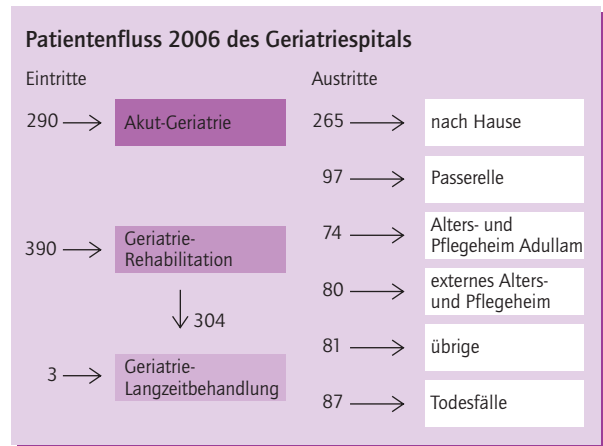 Patientenfluss 2006 des Geriatriespitals
Eintritte
290
Akut-Geriatrie
390
Geriatrie-
Rehabilitation
304
3
Geriatrie-
Langzeitbehandlung
Austritte
265
nach Hause
97
Passerelle
74
Alters- und
Pflegeheim Adullam
80
externes Alters-
und Pflegeheim
81
übrige
87
Todesfälle